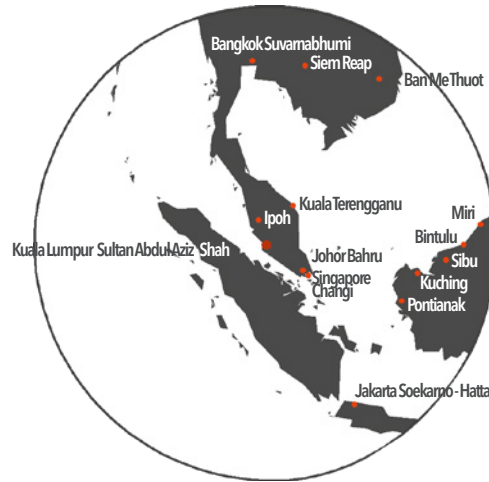 Bangkok Suvarnabhumi
Siem Reap
Ban Me Thuot
Kuala Terengganu
Ipoh
Miri
Bintulu
Kuala Lumpur Sultan Abdul Aziz Shah
Sibu
Johor Bahru
Singapore
Changi
Kuching
Pontianak
Jakarta Soekarno - Hatta